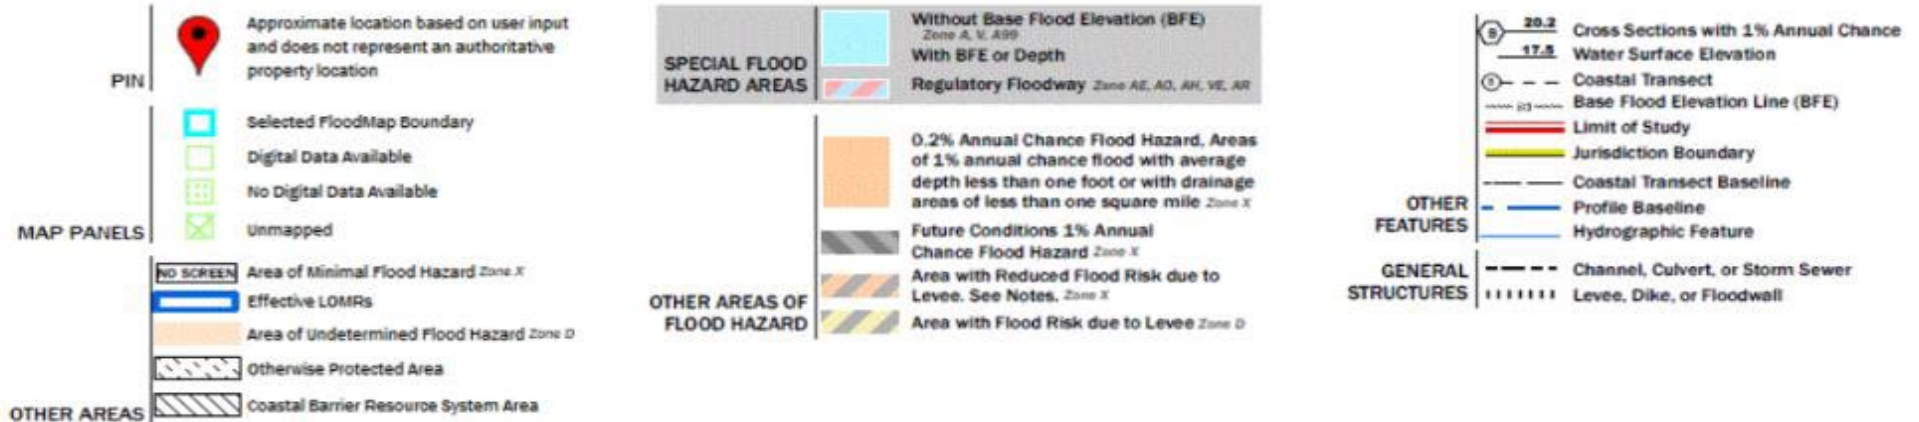 Approximate location based on user input
and does not represent an authoritative
property location
PIN
Selected FloodMap Boundary
Digital Data Available
No Digital Data Available
Unmapped
MAP PANELS
NO SCREEN Area of Minimal Flood Hazard Zone X
Effective LOMRs
Area of Undetermined Flood Hazard Zone D
Otherwise Protected Area
Coastal Barrier Resource System Area
OTHER AREAS
Without Base Flood Elevation (BFE)
Zone A, V, A99
With BFE or Depth
Regulatory Floodway Zone AE, AO, AH, VE, AR
SPECIAL FLOOD
HAZARD AREAS
0.2% Annual Chance Flood Hazard, Areas
of 1% annual chance flood with average
depth less than one foot or with drainage
areas of less than one square mile Zone X
Future Conditions 1% Annual
Chance Flood Hazard Zone X
Area with Reduced Flood Risk due to
Levee. See Notes. Zone X
Area with Flood Risk due to Levee Zone D
OTHER AREAS OF
FLOOD HAZARD
B 20.2 Cross Sections with 1% Annual Chance
17.5 Water Surface Elevation
Coastal Transect
Base Flood Elevation Line (BFE)
Limit of Study
Jurisdiction Boundary
Coastal Transect Baseline
Profile Baseline
Hydrographic Feature
OTHER
FEATURES
Channel, Culvert, or Storm Sewer
Levee, Dike, or Floodwall
GENERAL
STRUCTURES